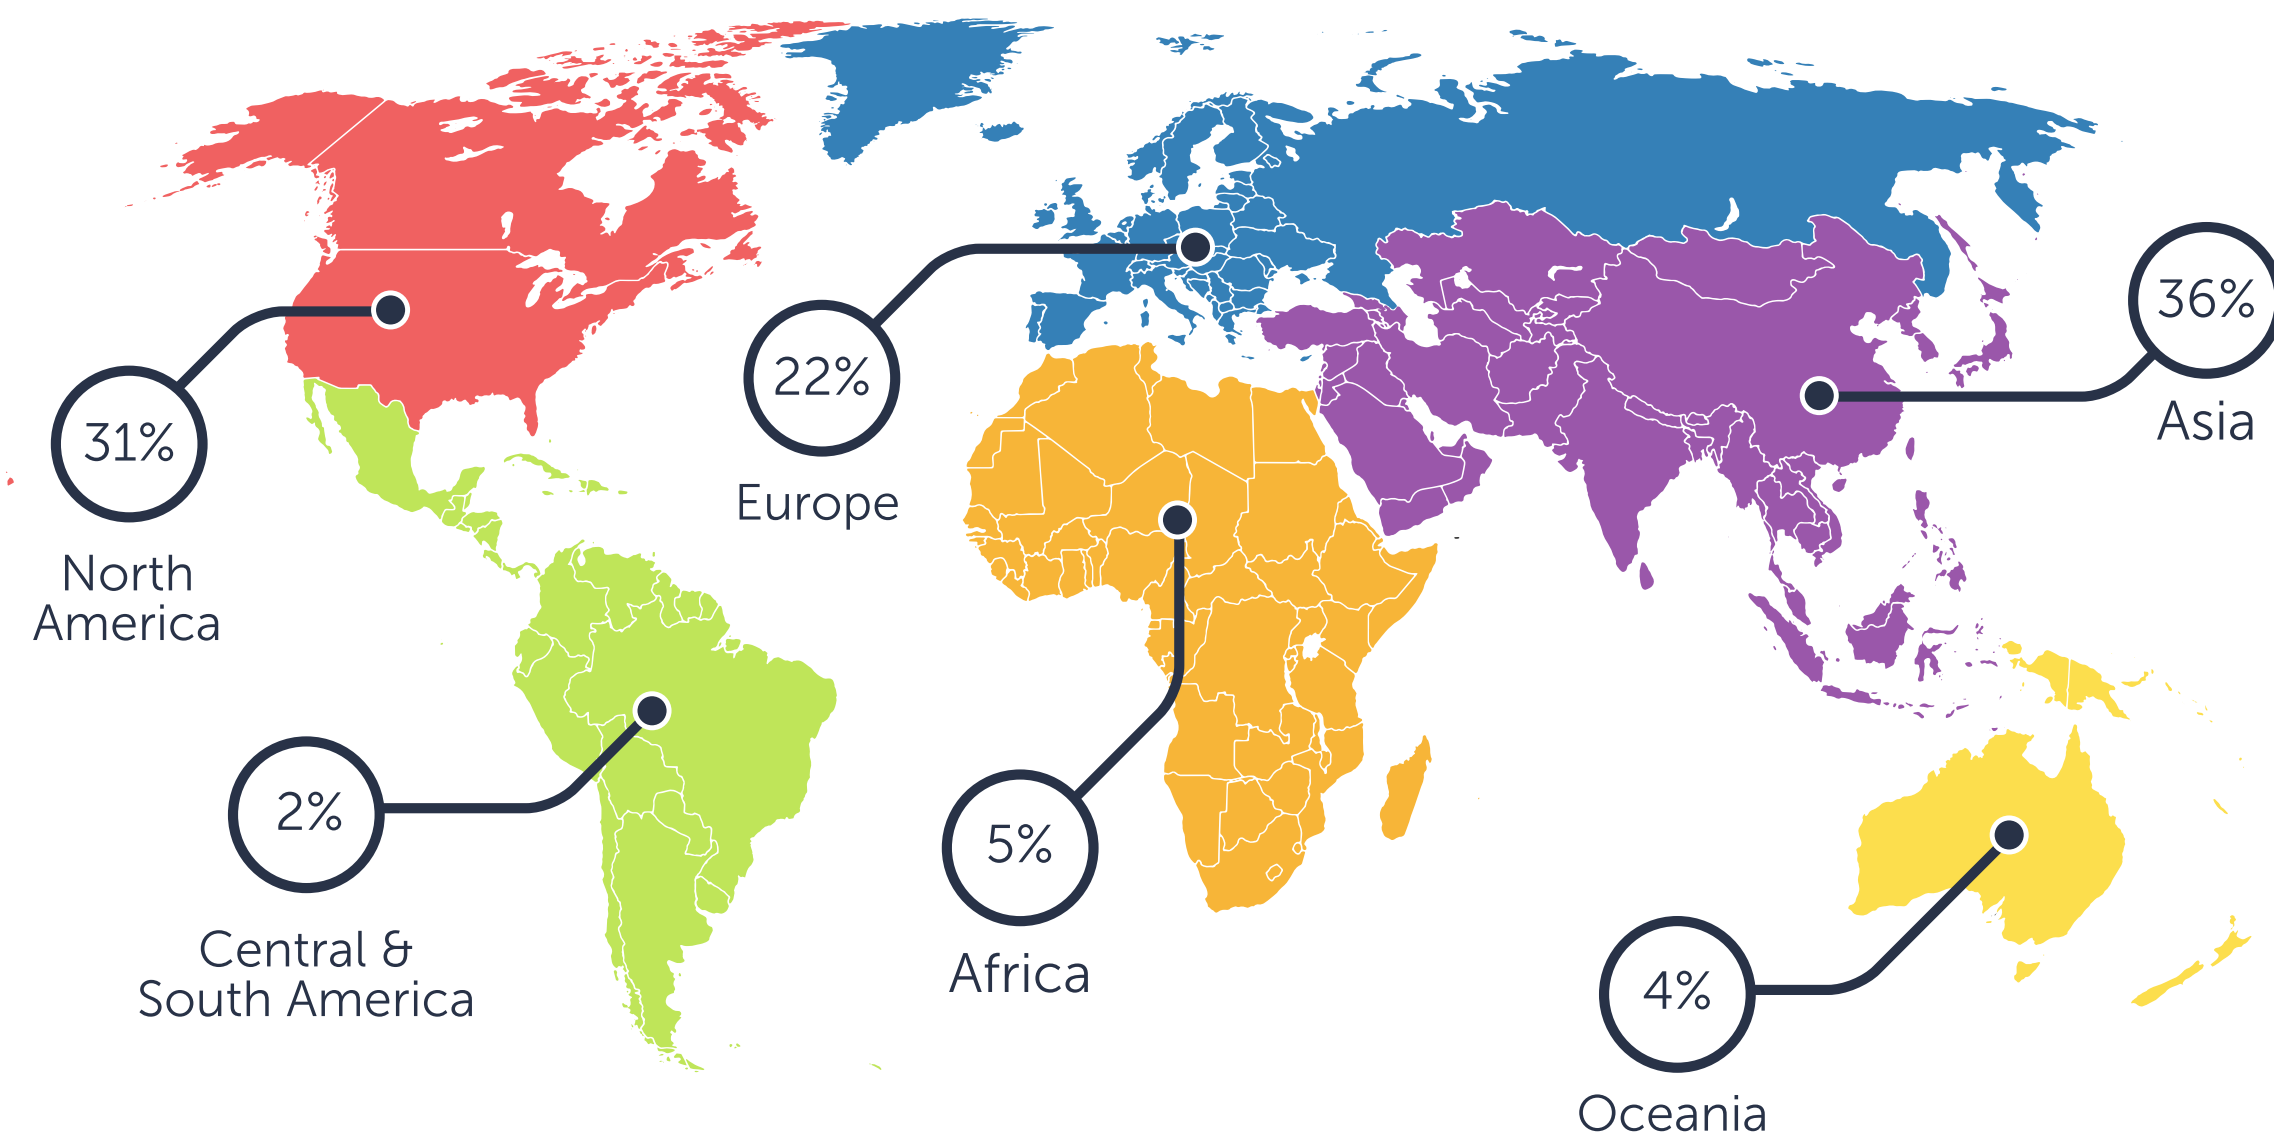 31%
North
America
22%
Europe
36%
Asia
2%
Central &
South America
5%
Africa
4%
Oceania